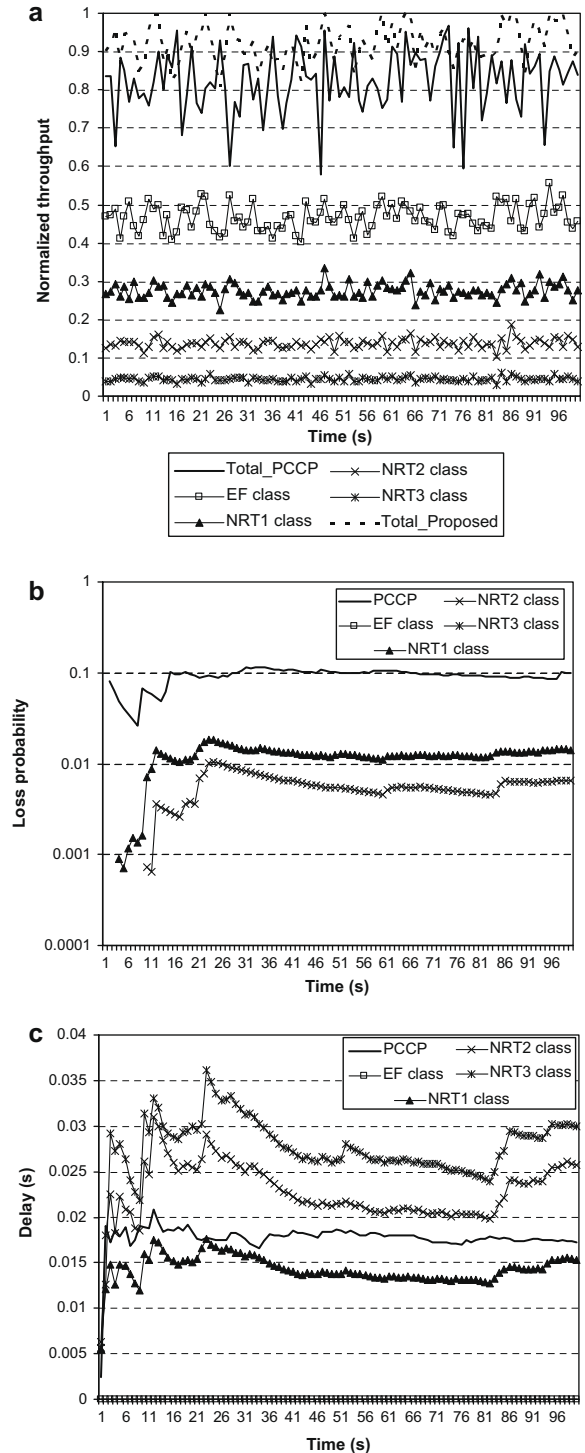 a
Normalized throughput
1
0.9
0.8
0.7
0.6
0.5
0.4
0.3
0.2
0.1
0
1 6 11 16 21 26 31 36 41 46 51 56 61 66 71 76 81 86 91 96
Time (s)
Total_PCCP NRT2 class
EF class NRT3 class
NRT1 class Total_Proposed
b
Loss probability
1
0.1
0.01
0.001
0.0001
PCCP NRT2 class
EF class NRT3 class
NRT1 class
1 6 11 16 21 26 31 36 41 46 51 56 61 66 71 76 81 86 91 96
Time (s)
c
Delay (s)
0.04
0.035
0.03
0.025
0.02
0.015
0.01
0.005
0
PCCP NRT2 class
EF class NRT3 class
NRT1 class
1 6 11 16 21 26 31 36 41 46 51 56 61 66 71 76 81 86 91 96
Time (s)